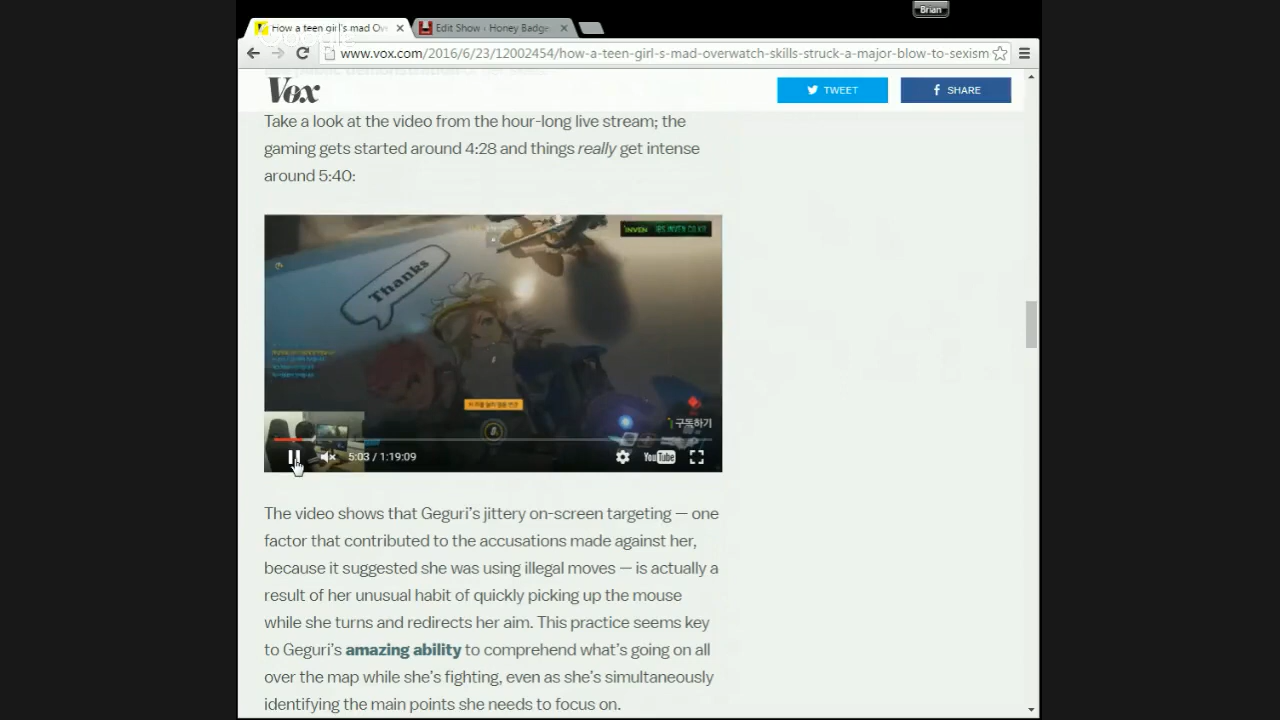 Brian
How a teen girl's mad Ov
Edit Show ‹ Honey Badge
www.vox.com/2016/6/23/12002454/how-a-teen-girl-s-mad-overwatch-skills-struck-a-major-blow-to-sexism
Vox
TWEET
SHARE
Take a look at the video from the hour-long live stream; the
gaming gets started around 4:28 and things really get intense
around 5:40:
INVEN
Thanks
구독하기
5:03 / 1:19:09
YouTube
The video shows that Geguri's jittery on-screen targeting — one
factor that contributed to the accusations made against her,
because it suggested she was using illegal moves — is actually a
result of her unusual habit of quickly picking up the mouse
while she turns and redirects her aim. This practice seems key
to Geguri's amazing ability to comprehend what's going on all
over the map while she's fighting, even as she's simultaneously
identifying the main points she needs to focus on.